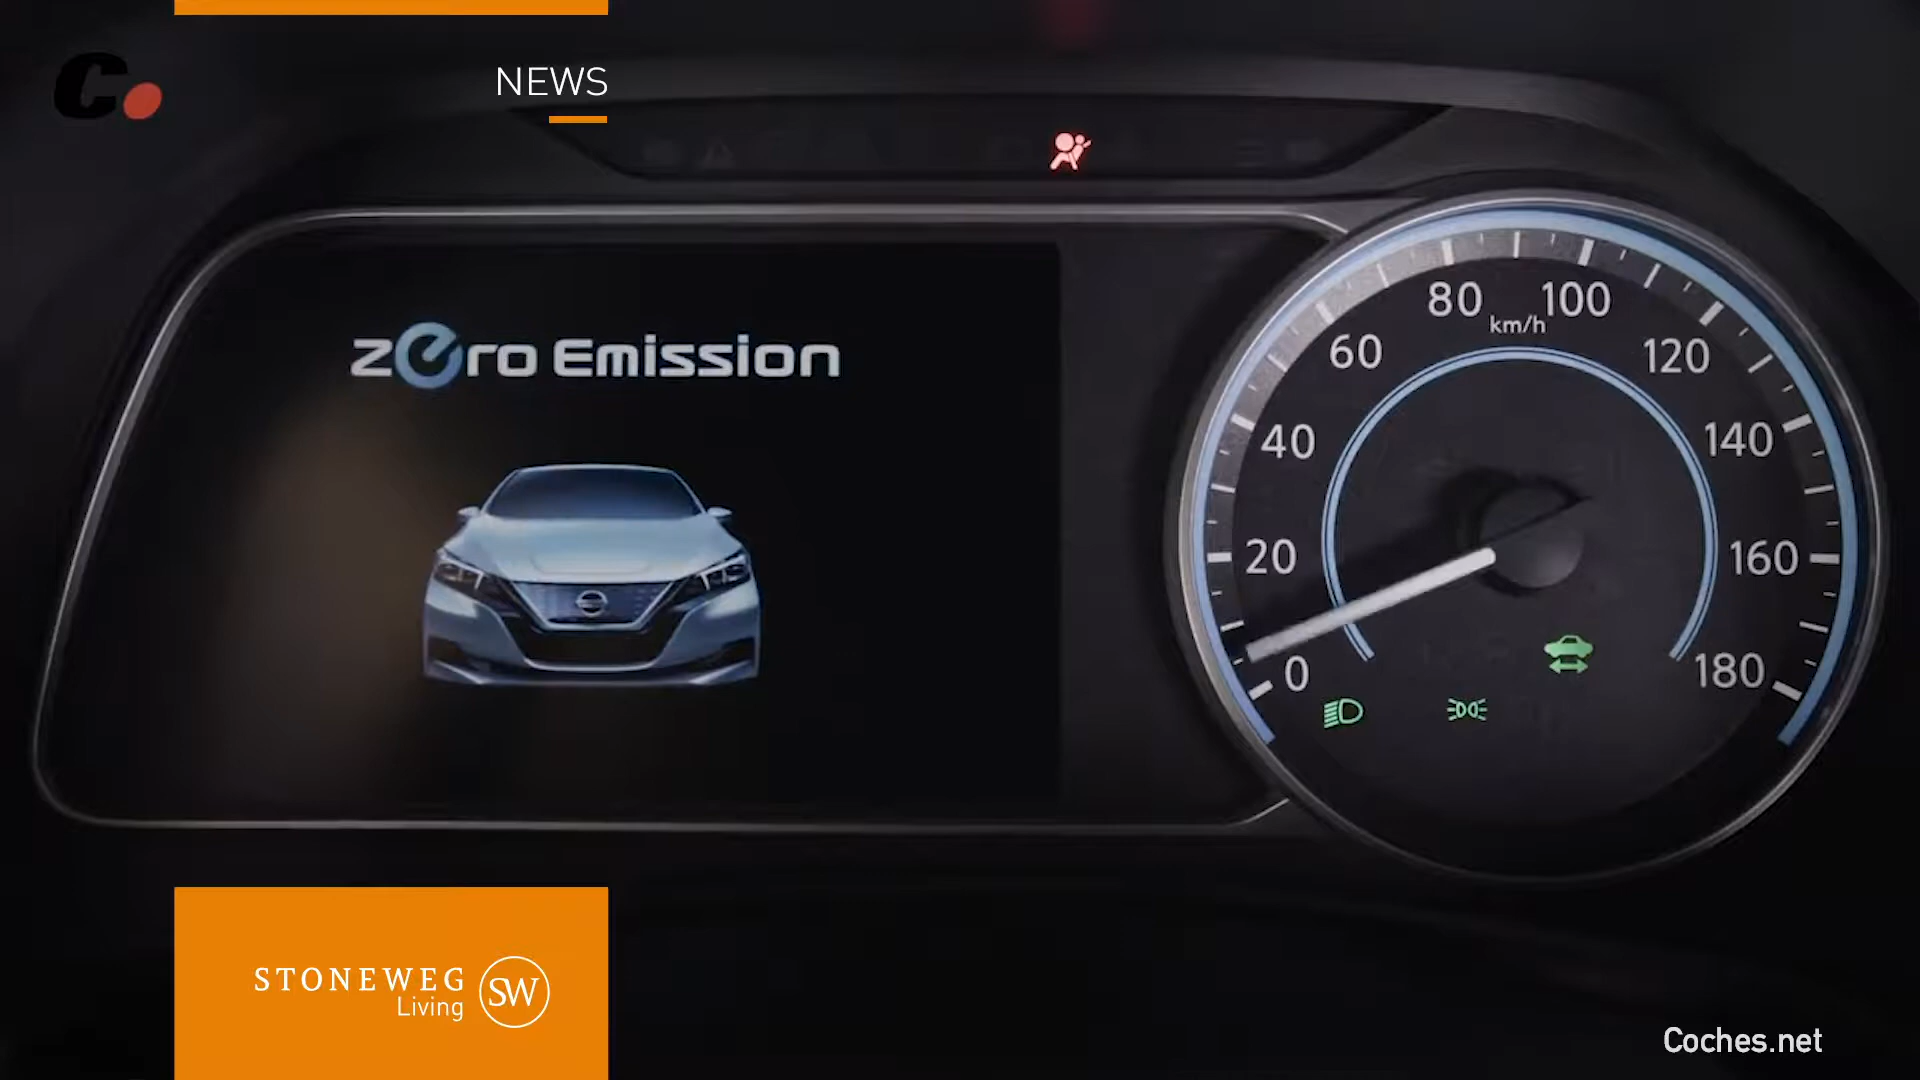 C.
NEWS
zero Emission
80
100
km/h
60
120
40
140
20
160
0
180
STONEWEG
Living
SW
Coches.net